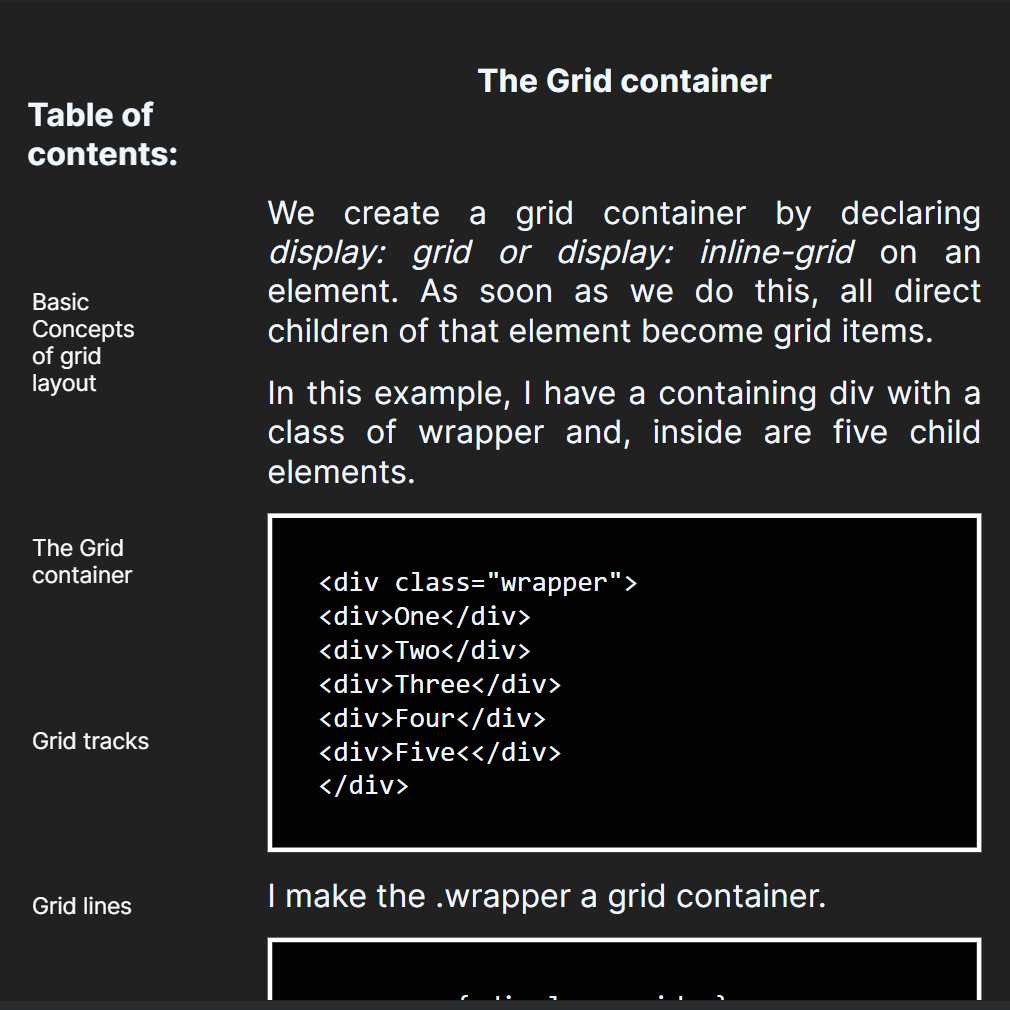 The Grid container
Table of
contents:
Basic
Concepts
of grid
layout
The Grid
container
Grid tracks
Grid lines
We create a grid container by declaring
display: grid or display: inline-grid on an
element. As soon as we do this, all direct
children of that element become grid items.
In this example, I have a containing div with a
class of wrapper and, inside are five child
elements.
<div class="wrapper">
<div>One</div>
<div>Two</div>
<div>Three</div>
<div>Four</div>
<div>Five<</div>
</div>
I make the .wrapper a grid container.